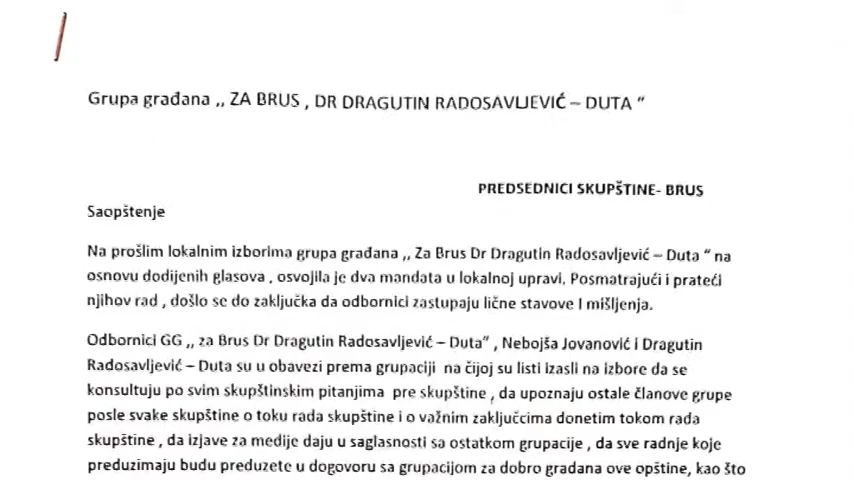 Grupa građana ,, ZA BRUS , DR DRAGUTIN RADOSAVLJEVIĆ – DUTA “
PREDSEDNICI SKUPŠTINE- BRUS
Saopštenje
Na prošlim lokalnim izborima grupa građana ,, Za Brus Dr Dragutin Radosavljević – Duta “ na
osnovu dodijenih glasova , osvojila je dva mandata u lokalnoj upravi. Posmatrajući i prateći
njihov rad , došlo se do zaključka da odbornici zastupaju lične stavove I mišljenja.
Odbornici GG ,, za Brus Dr Dragutin Radosavljević – Duta“ , Nebojša Jovanović i Dragutin
Radosavljević – Duta su u obavezi prema grupaciji na čijoj su listi izasli na izbore da se
konsultuju po svim skupštinskim pitanjima pre skupštine , da upoznaju ostale članove grupe
posle svake skupštine o toku rada skupštine i o važnim zaključcima donetim tokom rada
skupštine , da izjave za medije daju u saglasnosti sa ostatkom grupacije , da sve radnje koje
preduzimaju budu preduzete u dogovoru sa grupacijom za dobro građana ove opštine, kao što